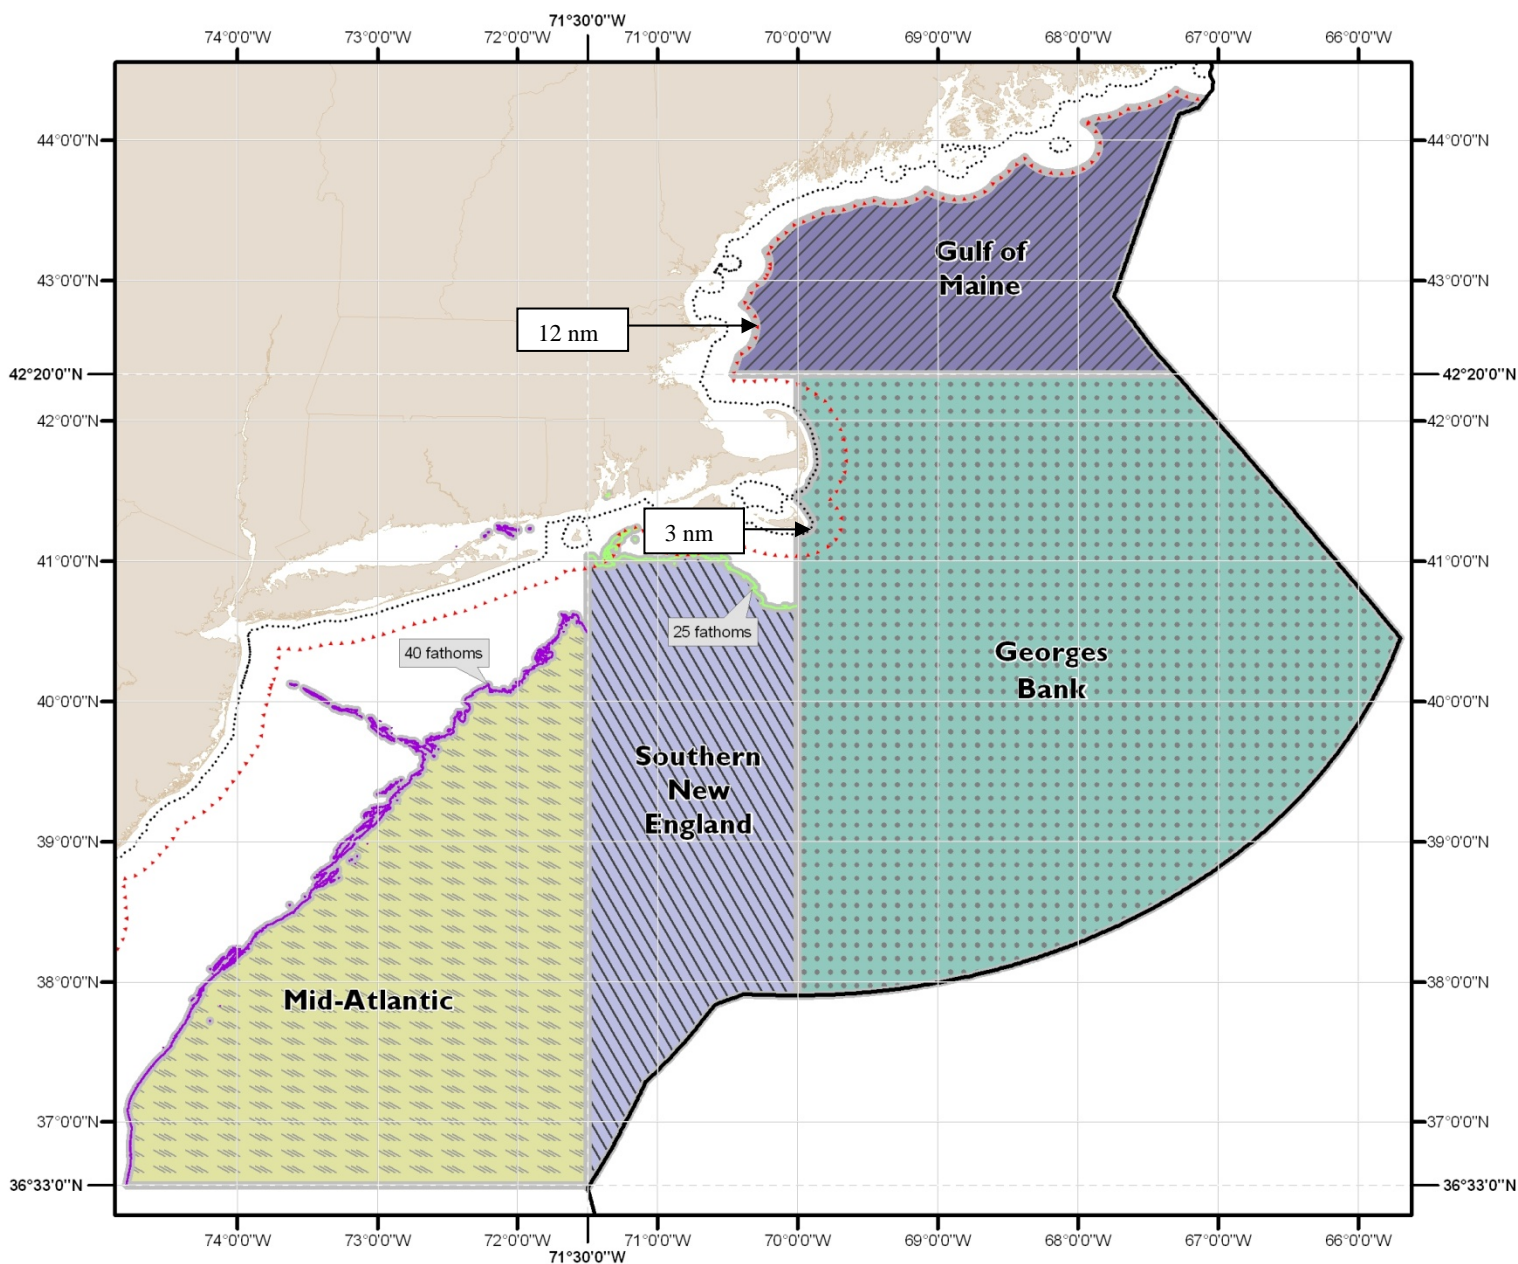 71°30'0"W
74°0'0"W 73°0'0"W 72°0'0"W 71°0'0"W 70°0'0"W 69°0'0"W 68°0'0"W 67°0'0"W 66°0'0"W
44°0'0"N 44°0'0"N
Gulf of
Maine
43°0'0"N 43°0'0"N
12 nm
42°20'0"N 42°20'0"N
42°0'0"N 42°0'0"N
3 nm
41°0'0"N 41°0'0"N
25 fathoms
40 fathoms
Georges
Bank
40°0'0"N 40°0'0"N
Southern
New
England
39°0'0"N 39°0'0"N
38°0'0"N 38°0'0"N
Mid-Atlantic
37°0'0"N 37°0'0"N
36°33'0"N 36°33'0"N
74°0'0"W 73°0'0"W 72°0'0"W 71°0'0"W 70°0'0"W 69°0'0"W 68°0'0"W 67°0'0"W 66°0'0"W
71°30'0"W